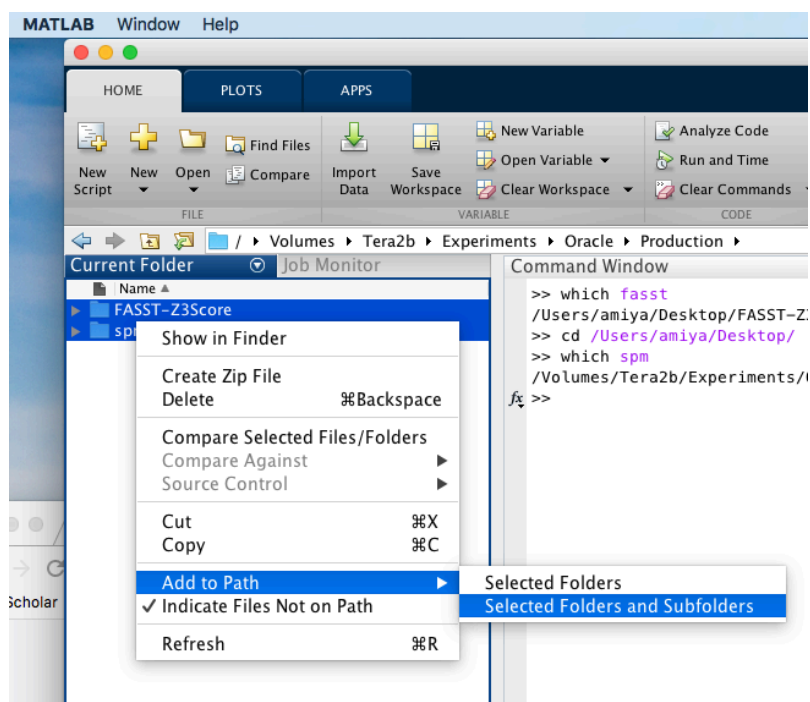 MATLAB Window Help
HOME PLOTS APPS
New Script
New
Open
Find Files
Compare
Import Data
Save Workspace
New Variable
Open Variable
Clear Workspace
Analyze Code
Run and Time
Clear Commands
FILE VARIABLE CODE
/ Volumes Tera2b Experiments Oracle Production
Current Folder Job Monitor
Name
FASST-Z3Score
Command Window
>> which fasst
/Users/amiya/Desktop/FASST-Z
>> cd /Users/amiya/Desktop/
>> which spm
/Volumes/Tera2b/Experiments/
fx >>
Show in Finder
Create Zip File
Delete ⌘Backspace
Compare Selected Files/Folders
Compare Against
Source Control
Cut ⌘X
Copy ⌘C
Add to Path
✓ Indicate Files Not on Path
Refresh ⌘R
Selected Folders
Selected Folders and Subfolders
Scholar